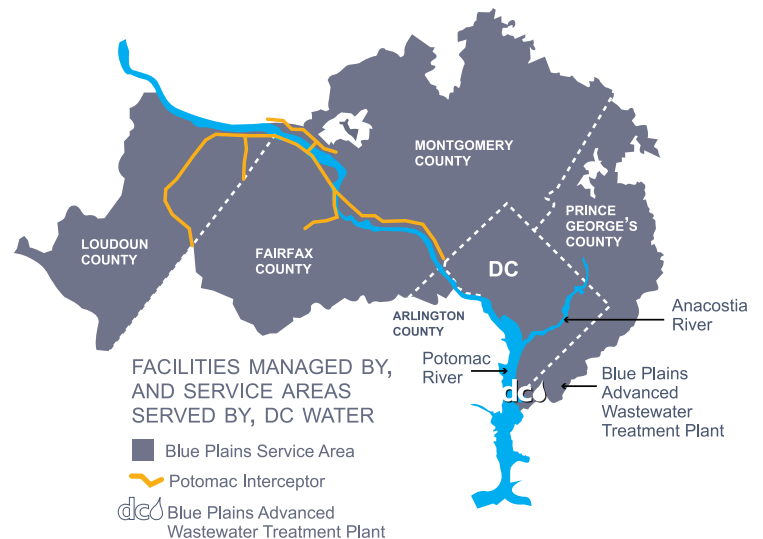 MONTGOMERY
COUNTY
PRINCE
GEORGE'S
COUNTY
LOUDOUN
COUNTY
FAIRFAX
COUNTY
DC
ARLINGTON
COUNTY
Anacostia
River
Potomac
River
dc
Blue Plains
Advanced
Wastewater
Treatment Plant
FACILITIES MANAGED BY,
AND SERVICE AREAS
SERVED BY, DC WATER
Blue Plains Service Area
Potomac Interceptor
dc Blue Plains Advanced
Wastewater Treatment Plant